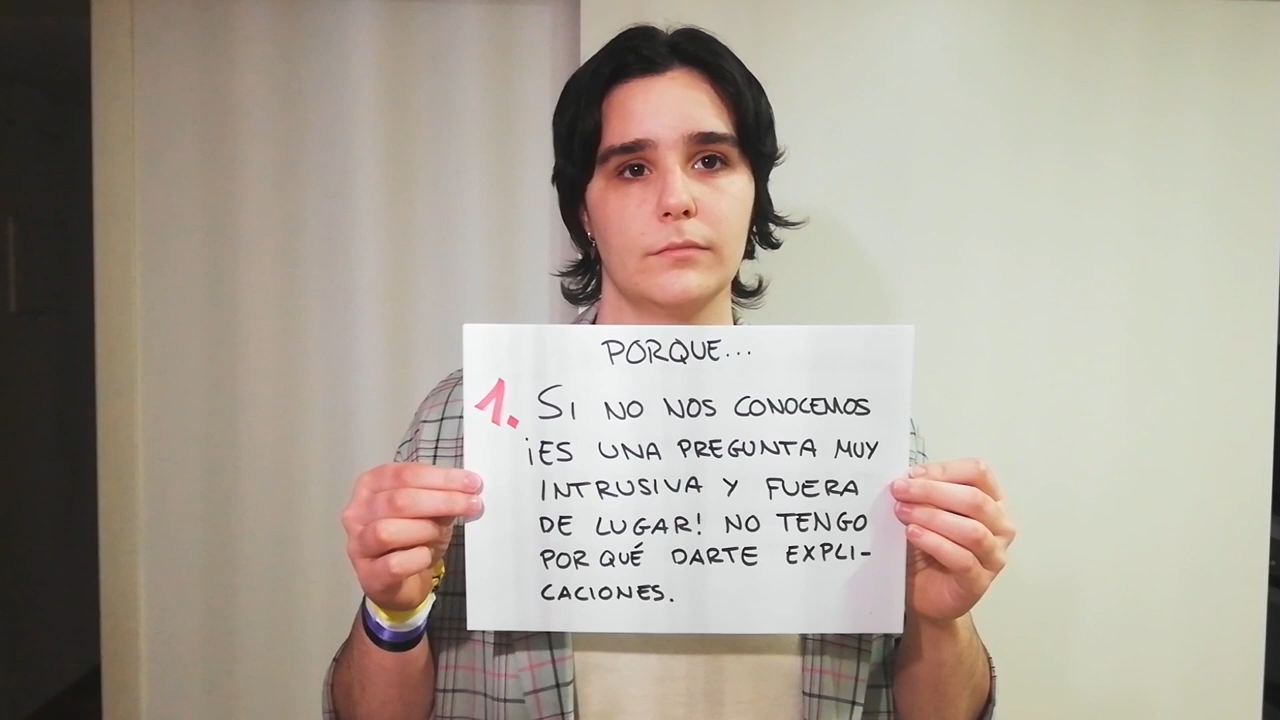 PORQUE...
1. SI NO NOS CONOCEMOS
¡ES UNA PREGUNTA MUY
INTRUSIVA Y FUERA
DE LUGAR! NO TENGO
POR QUÉ DARTE EXPLI-
CACIONES.